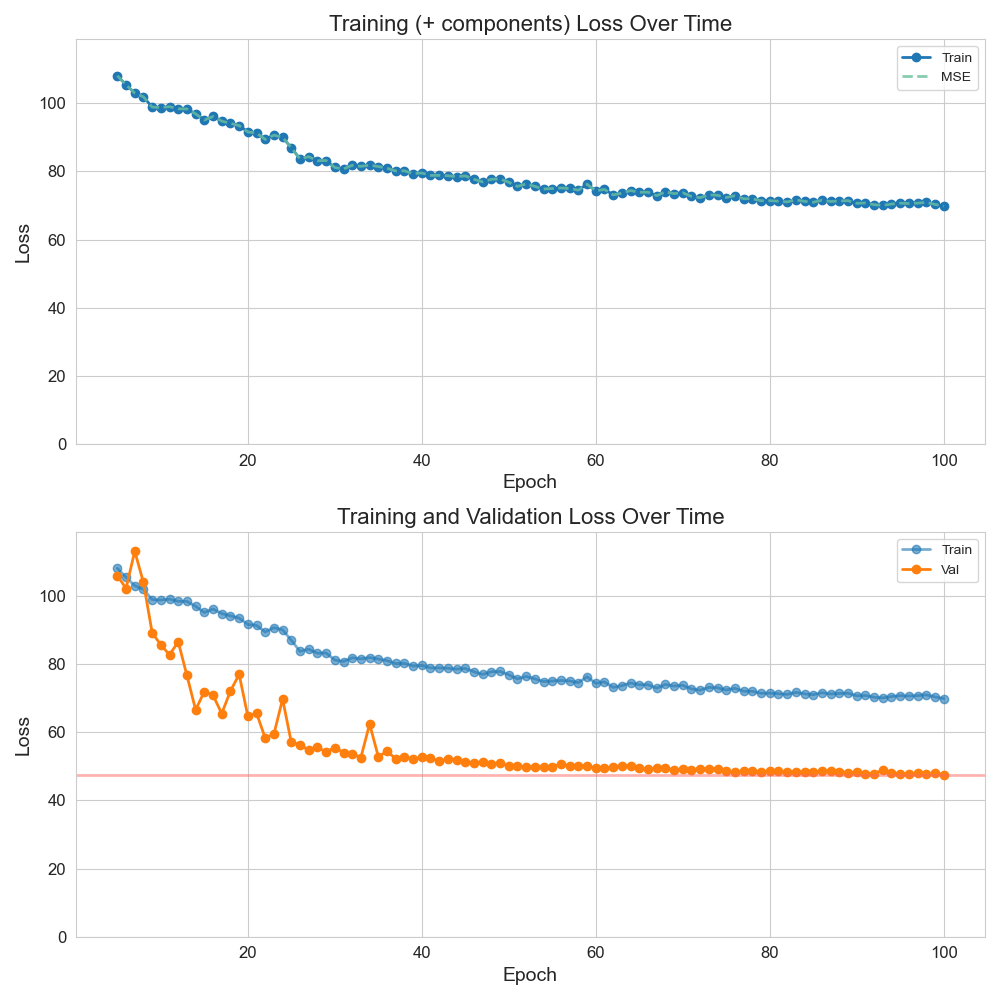 Training (+ components) Loss Over Time
Train
MSE
100
80
60
40
20
0
Loss
20 40 60 80 100
Epoch
Training and Validation Loss Over Time
Train
Val
100
80
60
40
20
0
Loss
20 40 60 80 100
Epoch